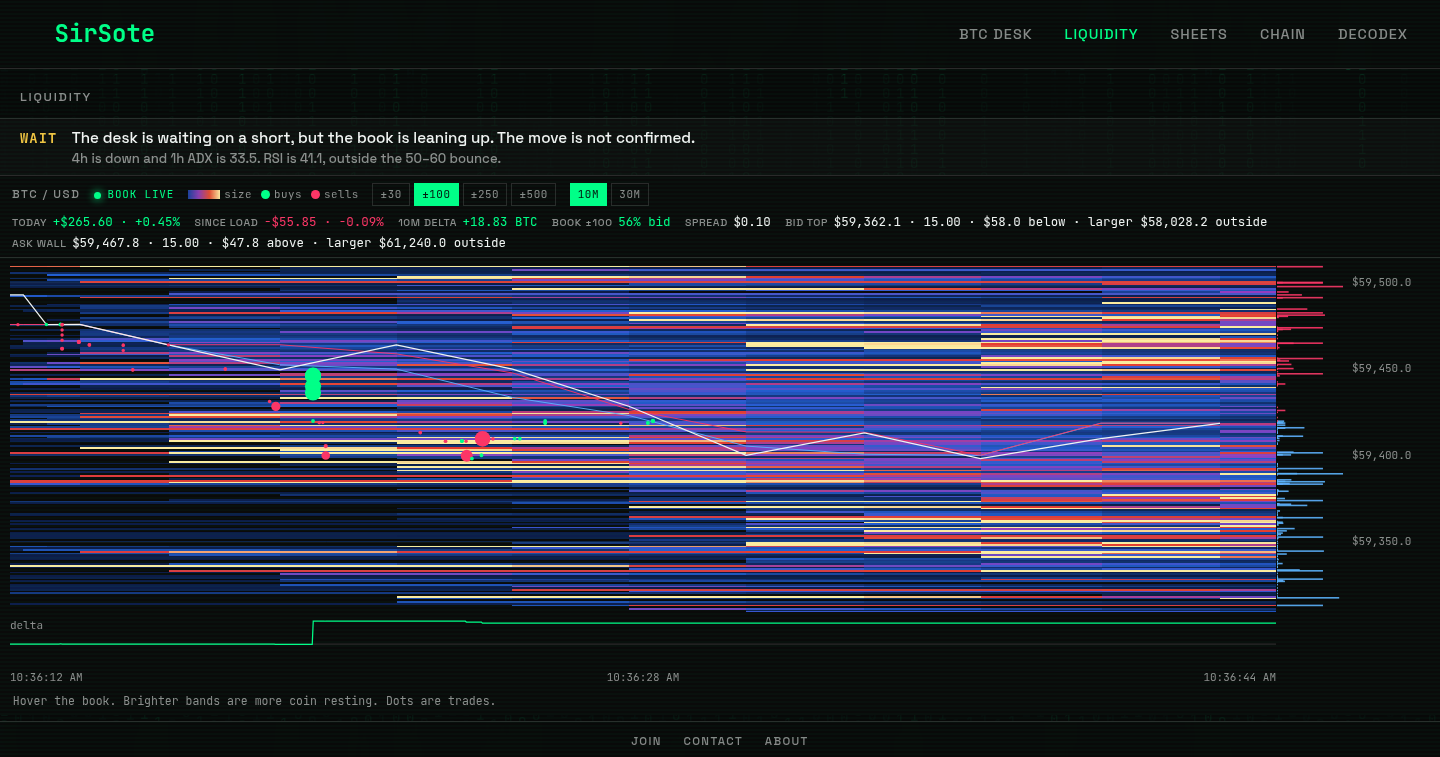 SirSote
BTC DESK LIQUIDITY SHEETS CHAIN DECODEX
LIQUIDITY
WAIT The desk is waiting on a short, but the book is leaning up. The move is not confirmed.
4h is down and 1h ADX is 33.5. RSI is 41.1, outside the 50–60 bounce.
BTC / USD BOOK LIVE size buys sells ±30 ±100 ±250 ±500 10M 30M
TODAY +$265.60 · +0.45% SINCE LOAD -$55.85 · -0.09% 10M DELTA +18.83 BTC BOOK ±100 56% bid SPREAD $0.10 BID TOP $59,362.1 · 15.00 · $58.0 below · larger $58,028.2 outside
ASK WALL $59,467.8 · 15.00 · $47.8 above · larger $61,240.0 outside
$59,500.0
$59,450.0
$59,400.0
$59,350.0
delta
10:36:12 AM 10:36:28 AM 10:36:44 AM
Hover the book. Brighter bands are more coin resting. Dots are trades.
JOIN CONTACT ABOUT